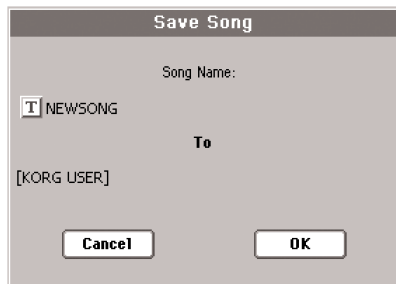 Save Song
Song Name:
T NEWSONG
To
[KORG USER]
Cancel OK